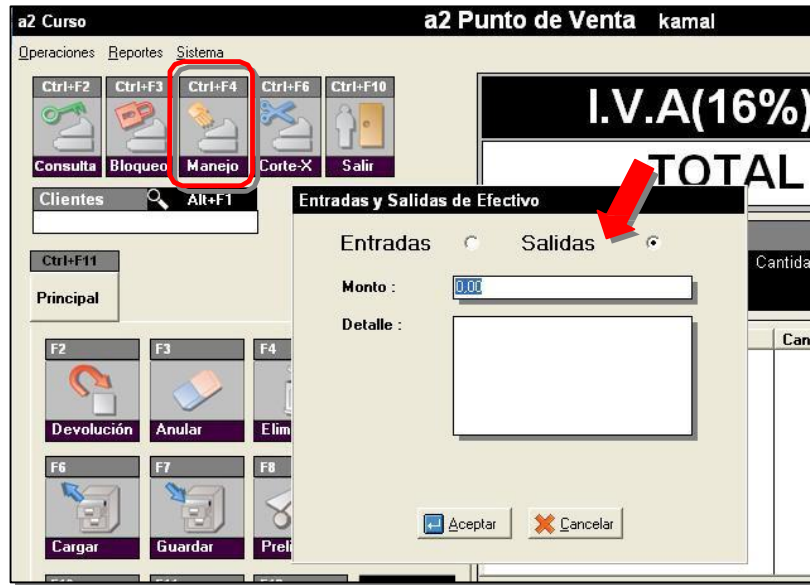 a2 Curso
a2 Punto de Venta kamal
Operaciones Reportes Sistema
Ctrl+F2 Ctrl+F3 Ctrl+F4 Ctrl+F6 Ctrl+F10
Consulta Bloqueo Manejo Corte-X Salir
I.V.A(16%)
TOTAL
Clientes Alt+F1
Entradas y Salidas de Efectivo
Entradas Salidas
Ctrl+F11
Principal
Monto : 0,00
Detalle :
Cantida
Can
F2 F3 F4
Devolución Anular Elim
F6 F7 F8
Cargar Guardar Preli
Aceptar Cancelar